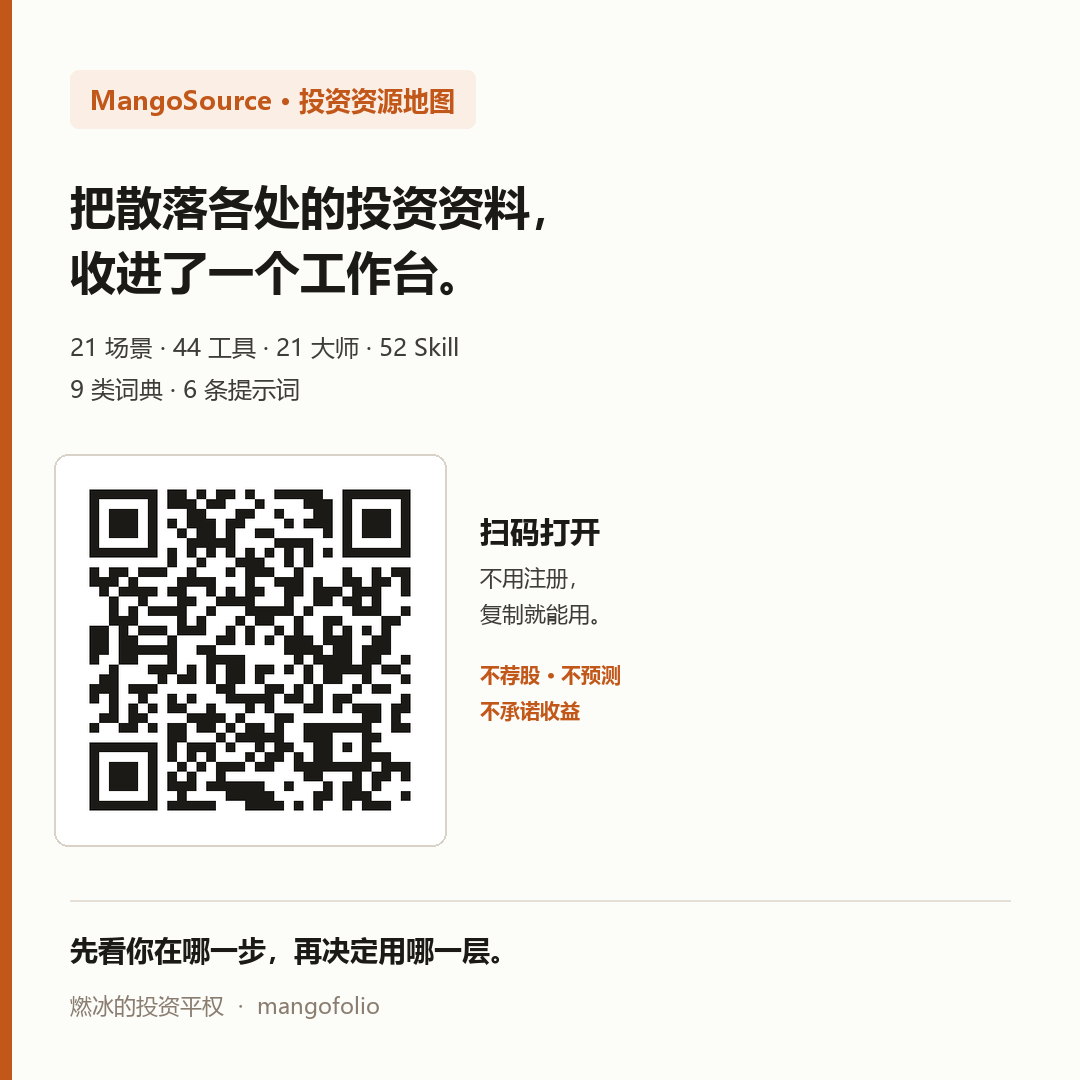 MangoSource • 投资资源地图
把散落各处的投资资料，
收进了一个工作台。
21 场景 · 44 工具 · 21 大师 · 52 Skill
9 类词典 · 6 条提示词
扫码打开
不用注册，
复制就能用。
不荐股 • 不预测
不承诺收益
先看你在哪一步，再决定用哪一层。
燃冰的投资平权 · mangofolio